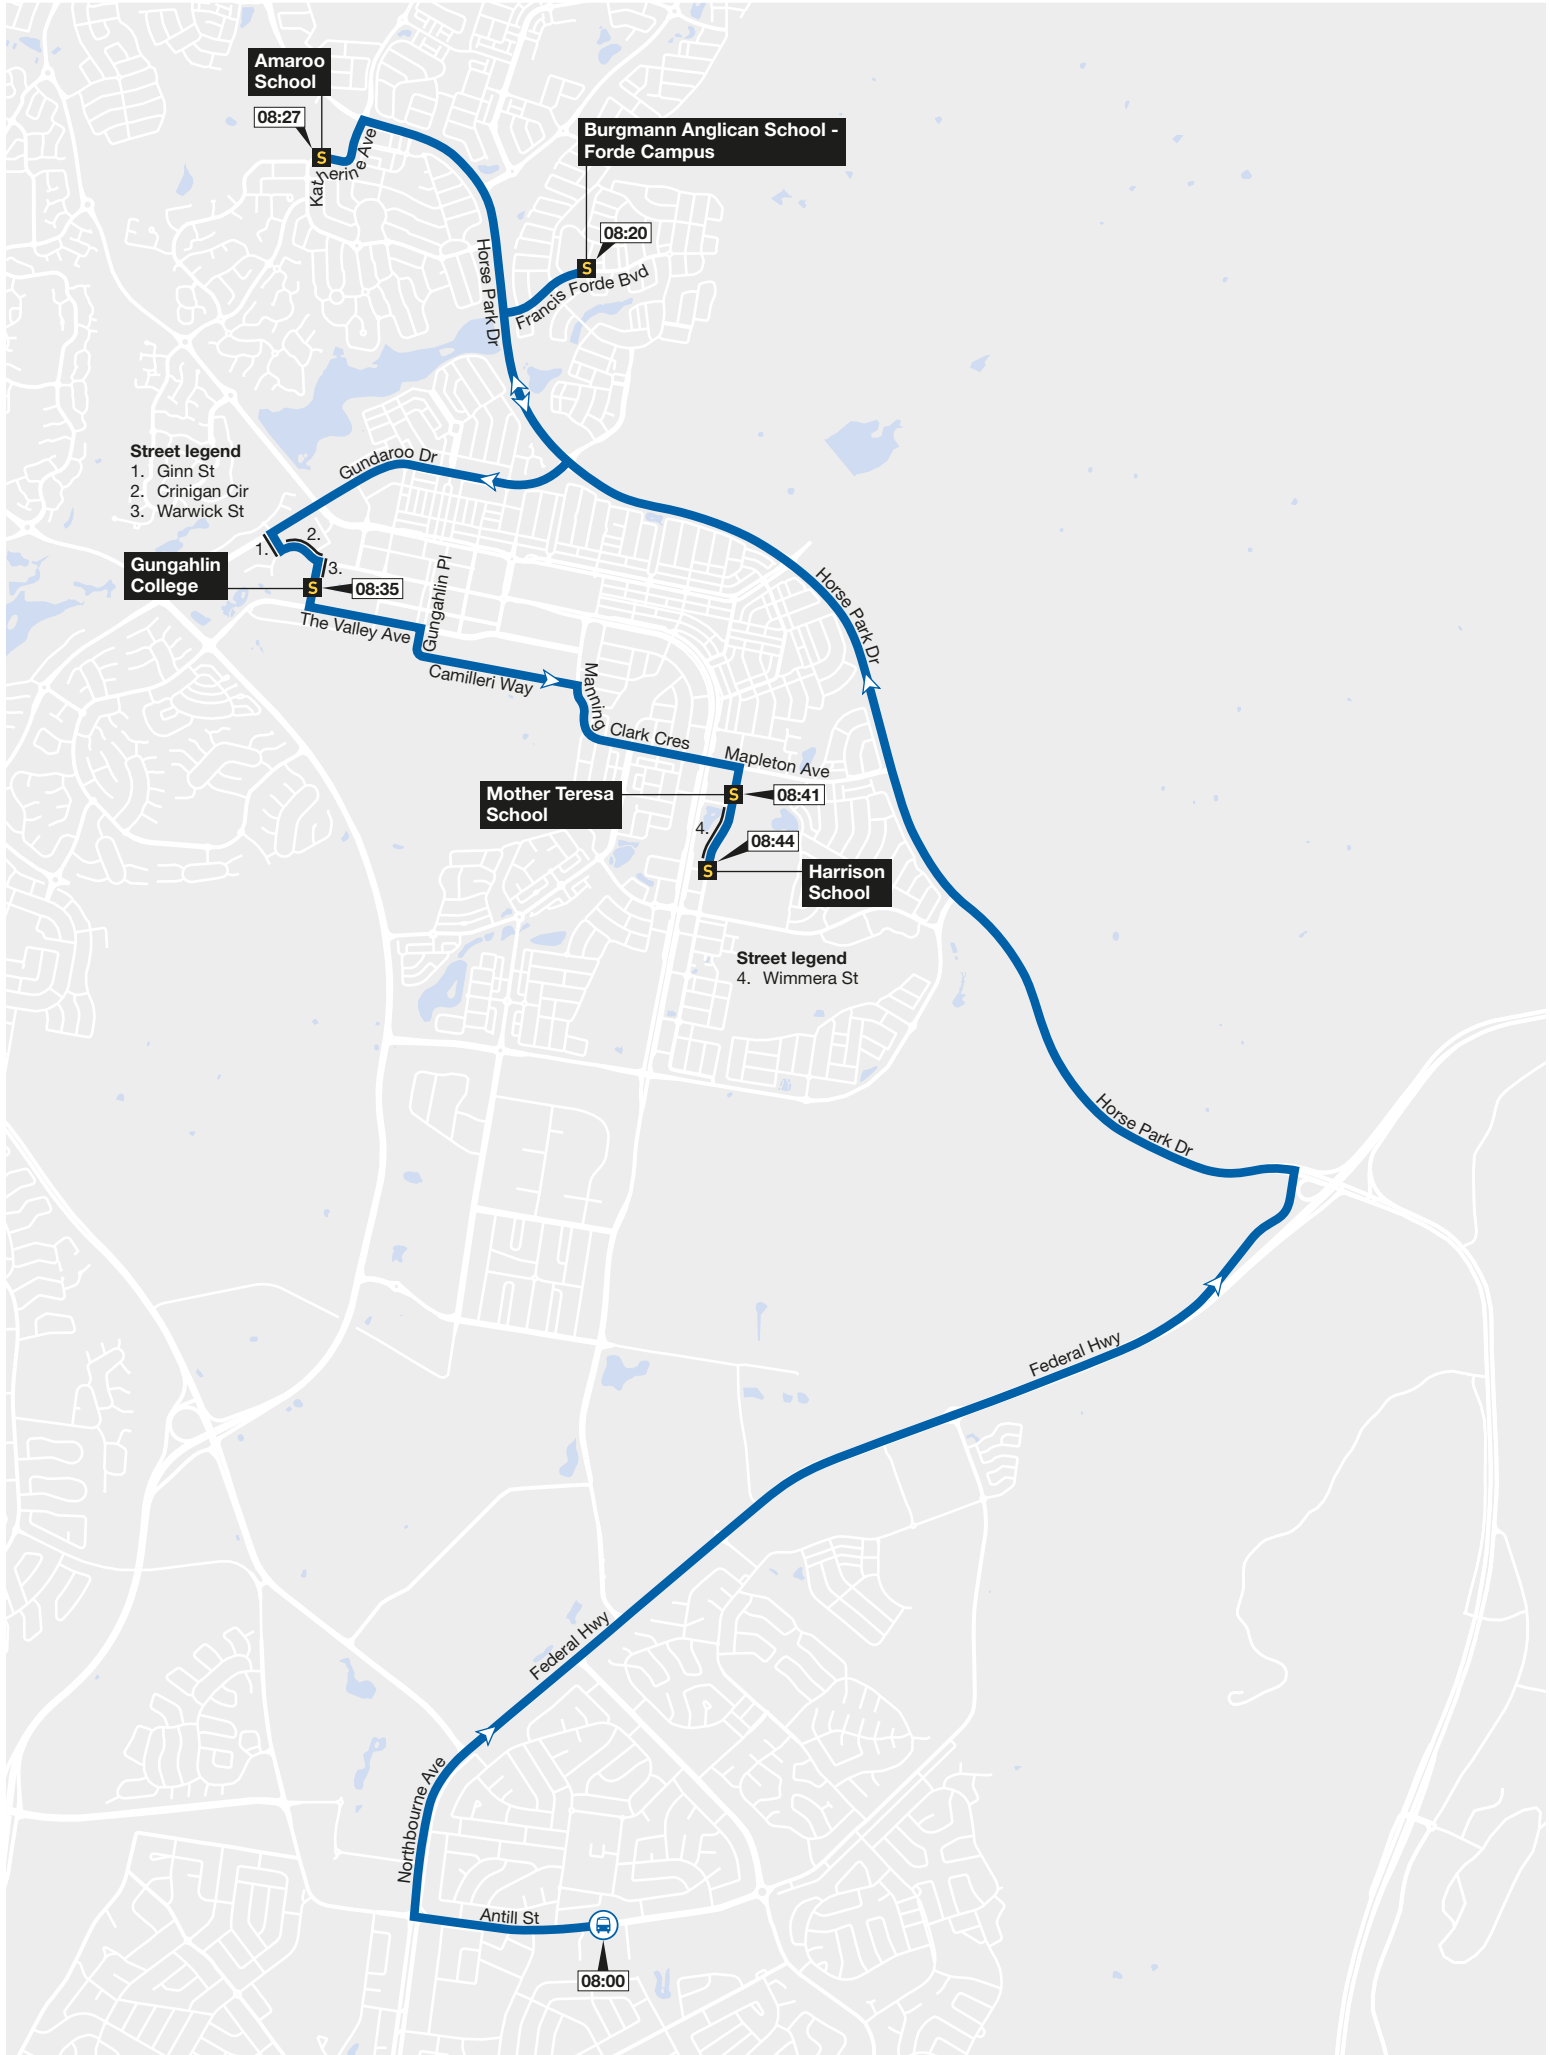 Amaroo
School
08:27
Katherine Ave
Burgmann Anglican School -
Forde Campus
08:20
Horse Park Dr
Francis Forde Bvd
Street legend
1. Ginn St
2. Crinigan Cir
3. Warwick St
Gundaroo Dr
1.
2.
3.
Gungahlin
College
08:35
Gungahlin Pl
The Valley Ave
Camilleri Way
Horse Park Dr
Manning
Clark Cres
Mapleton Ave
Mother Teresa
School
08:41
4.
08:44
Harrison
School
Street legend
4. Wimmera St
Horse Park Dr
Federal Hwy
Federal Hwy
Northbourne Ave
Antill St
08:00
S
S
S
S
S